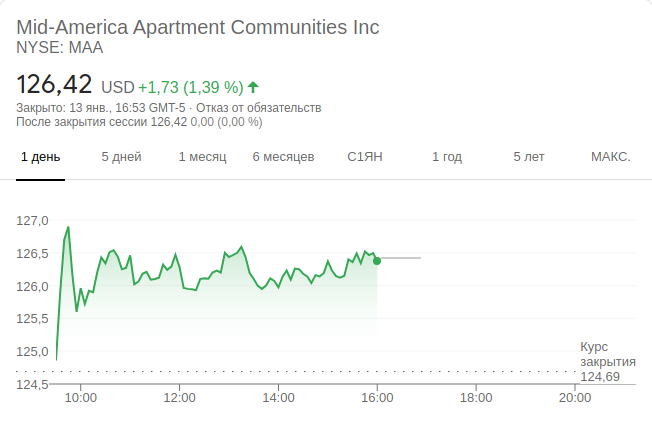 Mid-America Apartment Communities Inc
NYSE: MAA
126,42 USD +1,73 (1,39 %)
Закрыто: 13 янв., 16:53 GMT-5 · Отказ от обязательств
После закрытия сессии 126,42 0,00 (0,00 %)
1 день 5 дней 1 месяц 6 месяцев С1ЯН 1 год 5 лет МАКС.
127,0
126,5
126,0
125,5
125,0
Курс
закрытия
124,69
124,5
10:00 12:00 14:00 16:00 18:00 20:00